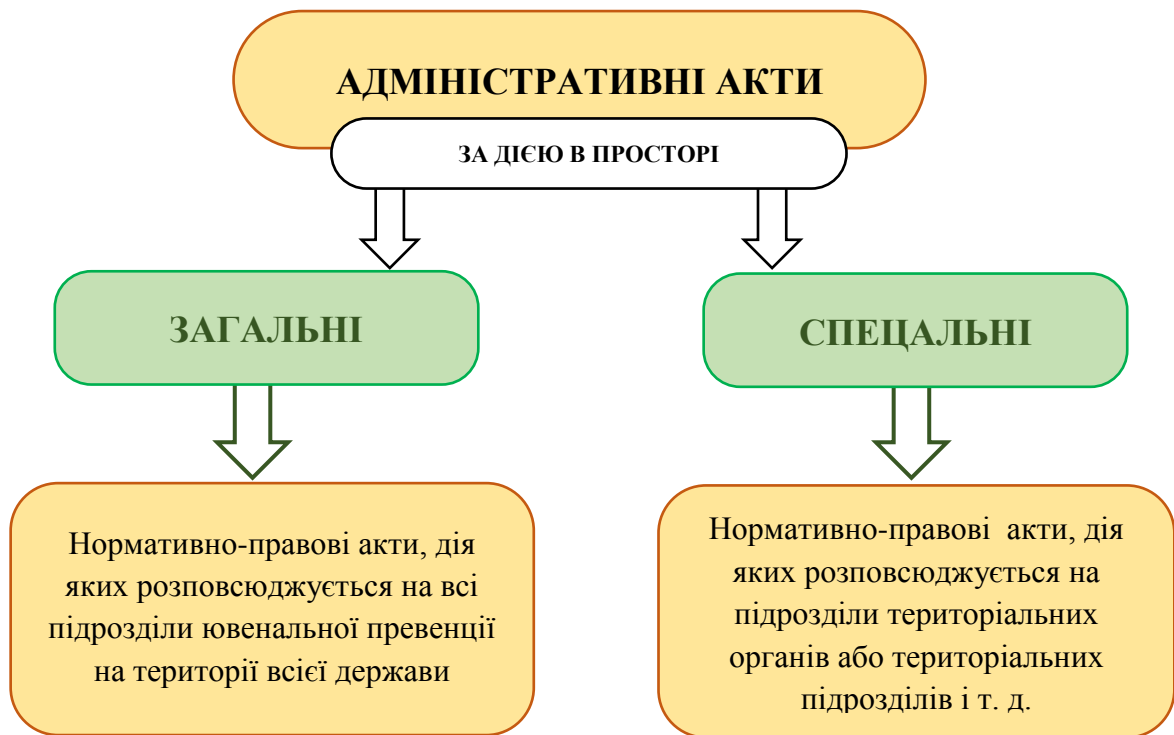 АДМІНІСТРАТИВНІ АКТИ
ЗА ДІЄЮ В ПРОСТОРІ
ЗАГАЛЬНІ
СПЕЦАЛЬНІ
Нормативно-правові акти, дія
яких розповсюджується на всі
підрозділи ювенальної превенції
на території всієї держави
Нормативно-правові акти, дія
яких розповсюджується на
підрозділи територіальних
органів або територіальних
підрозділів і т. д.